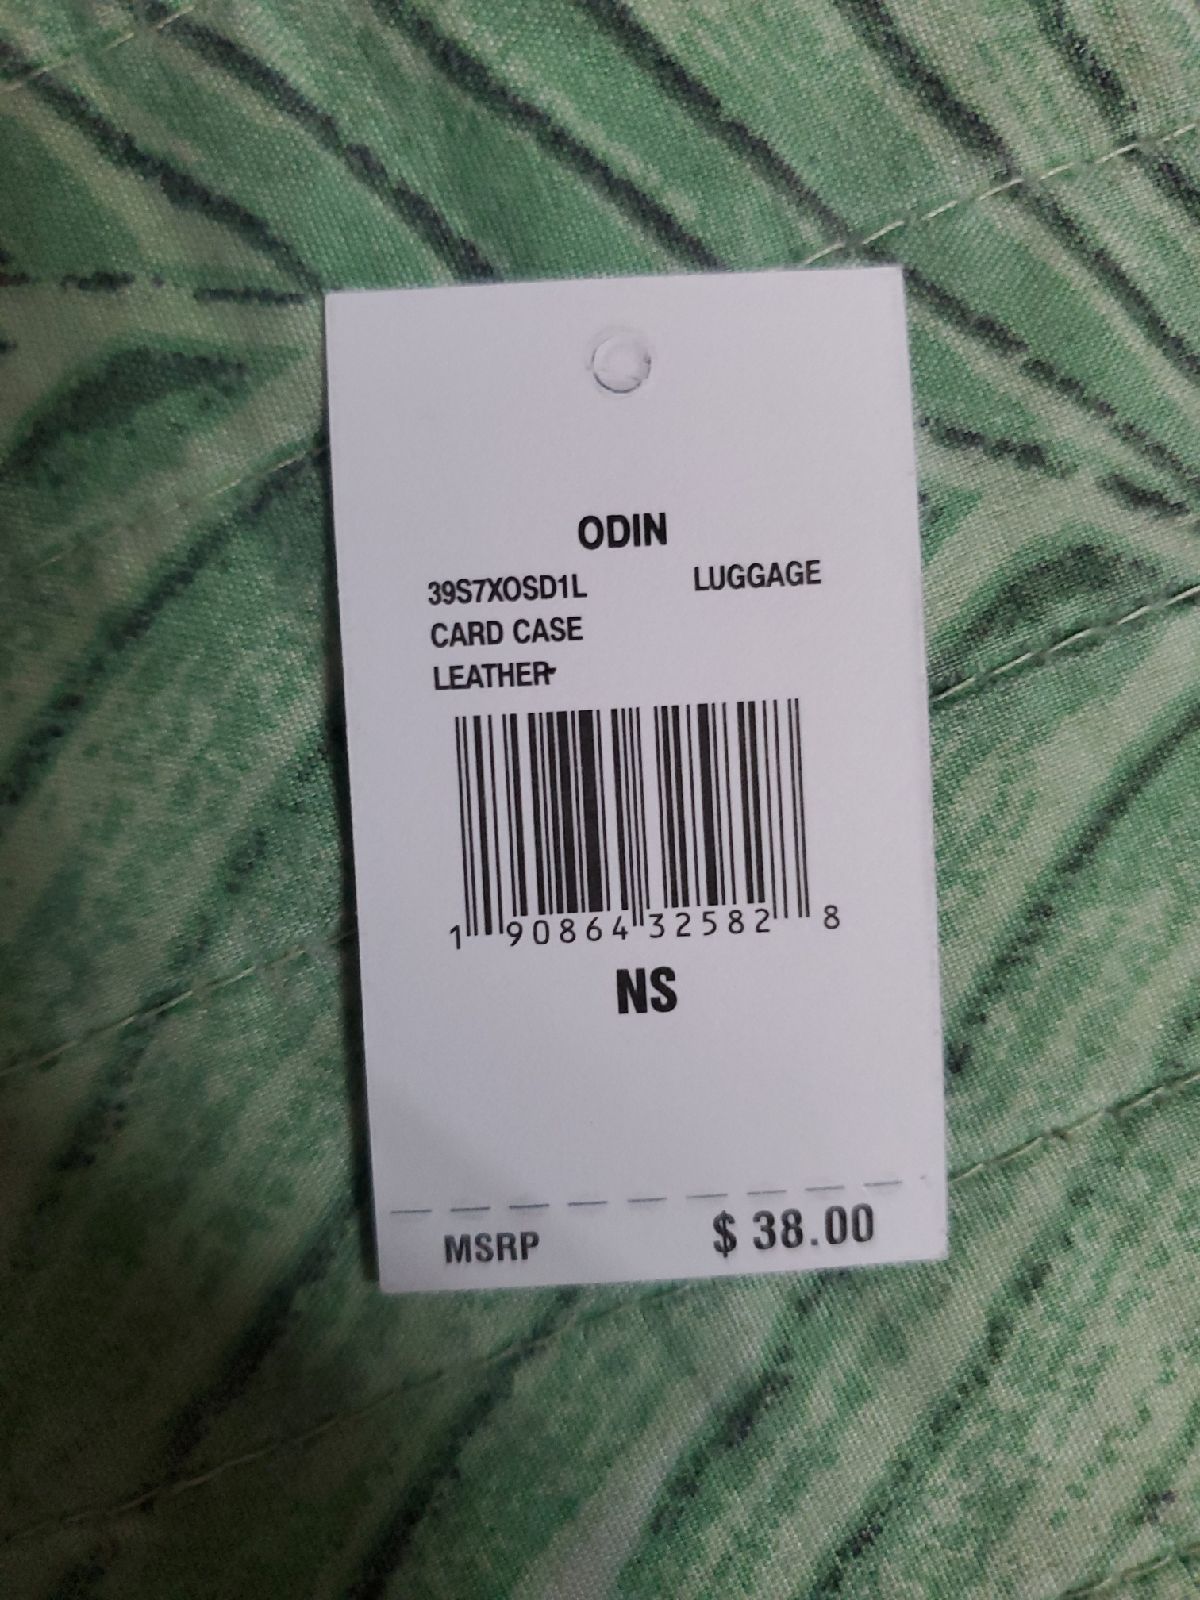 ODIN
39S7XOSD1L LUGGAGE
CARD CASE
LEATHER
1 90864 32582 8
NS
MSRP $ 38.00